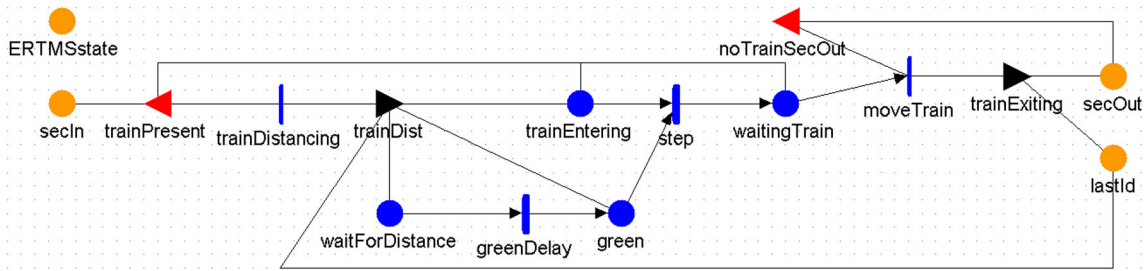 ERTMSstate
noTrainSecOut
secIn
trainPresent
trainDistancing
trainDist
trainEntering
step
waitingTrain
moveTrain
trainExiting
secOut
lastId
waitForDistance
greenDelay
green